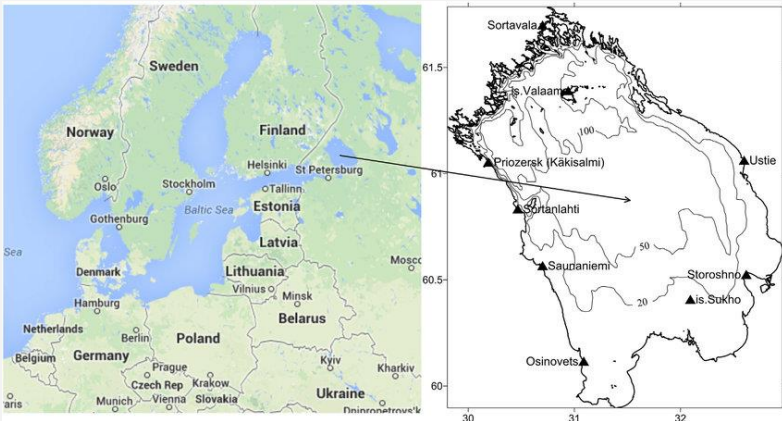 Sweden
Norway
Finland
Helsinki
St Petersburg
Oslo
Stockholm
Tallinn
Gothenburg
Baltic Sea
Estonia
Sea
Latvia
Denmark
Lithuania
Mosco
Vilnius
Minsk
Hamburg
Belarus
Netherlands
Berlin
Poland
Belgium
Germany
Kyiv
Prague
Kharkiv
Czech Rep
Krakow
aris
Munich
Vienna
Slovakia
Ukraine
Dnipropetrovs'k
Sortavala
61.5
is.Valaam
100
Priozersk (Käkisalmi)
Ustie
61
Sortanlahti
50
Saunaniemi
Storoshno
60.5
20
is.Sukho
Osinovets
60
30
31
32